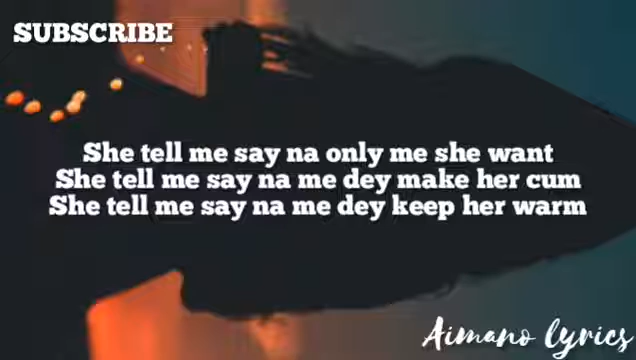 SUBSCRIBE
She tell me say na only me she want
She tell me say na me dey make her cum
She tell me say na me dey keep her warm
Aimano lyrics